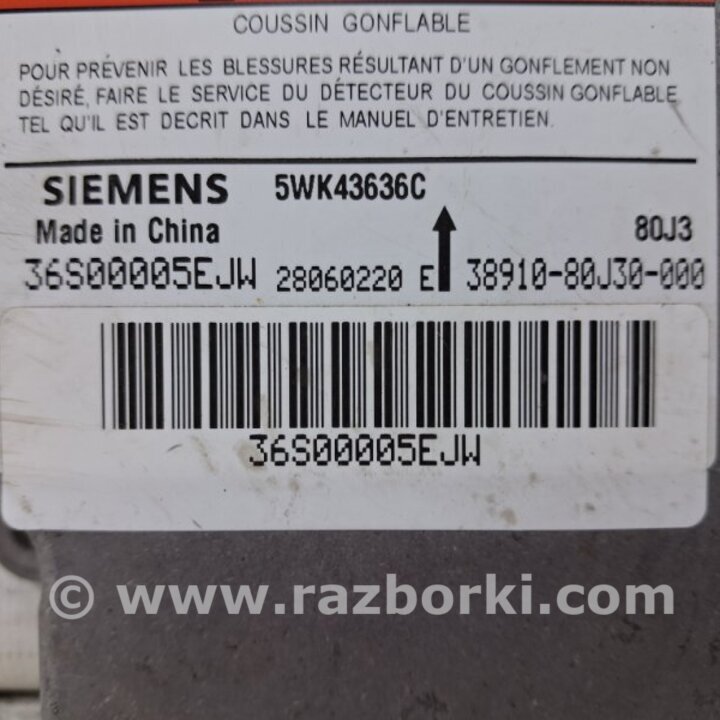 COUSSIN GONFLABLE
POUR PRÉVENIR LES BLESSURES RÉSULTANT D'UN GONFLEMENT NON
DÉSIRÉ, FAIRE LE SERVICE DU DÉTECTEUR DU COUSSIN GONFLABLE
TEL QU'IL EST DECRIT DANS LE MANUEL D'ENTRETIEN.
SIEMENS 5WK43636C
Made in China 80J3
36S00005EJW 28060220 E 38910-80J30-000
36S00005EJW
© www.razborki.com